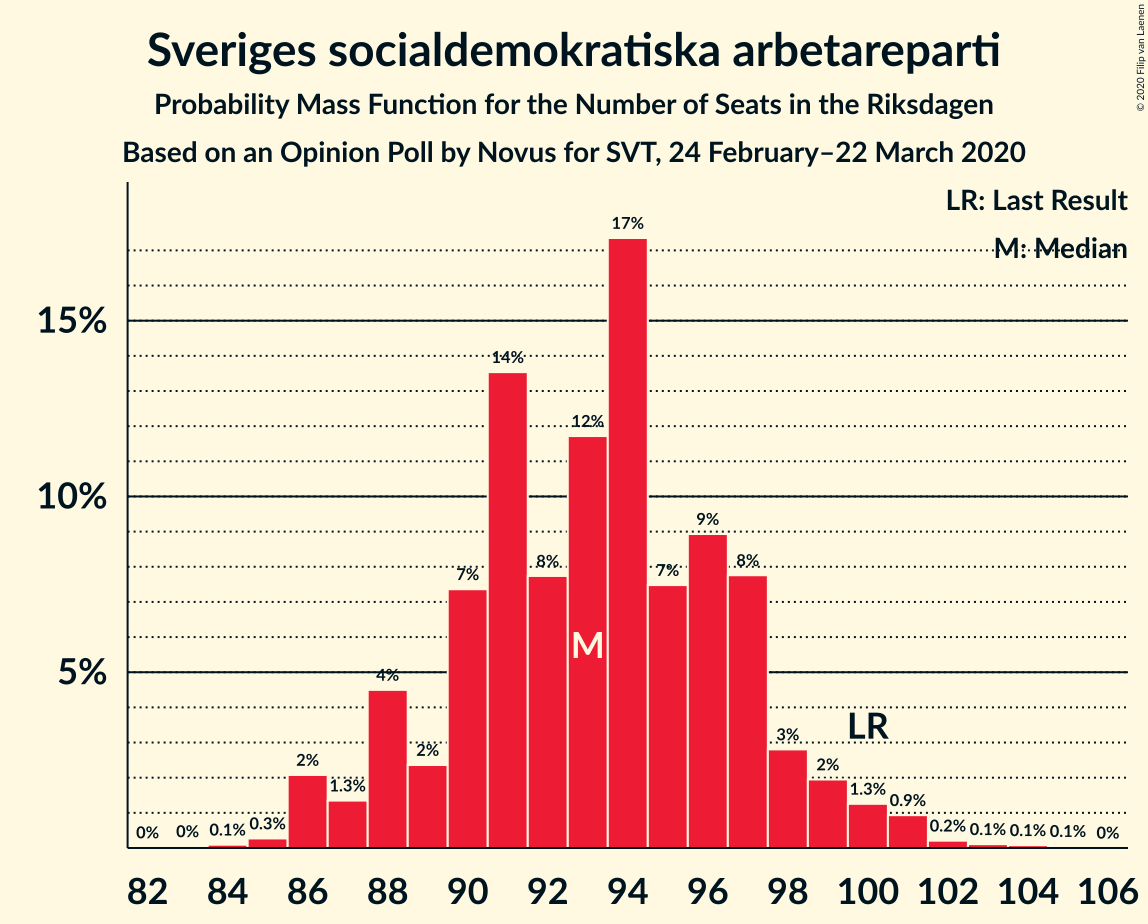 Sveriges socialdemokratiska arbetareparti
Probability Mass Function for the Number of Seats in the Riksdagen
Based on an Opinion Poll by Novus for SVT, 24 February–22 March 2020
© 2020 Filip van Laenen
LR: Last Result
M: Median
15%
10%
5%
0% 0% 0.1% 0.3% 2% 1.3% 4% 2% 7% 14% 8% 12% 17% 7% 9% 8% 3% 2% 1.3% 0.9% 0.2% 0.1% 0.1% 0.1% 0%
M
LR
82 84 86 88 90 92 94 96 98 100 102 104 106